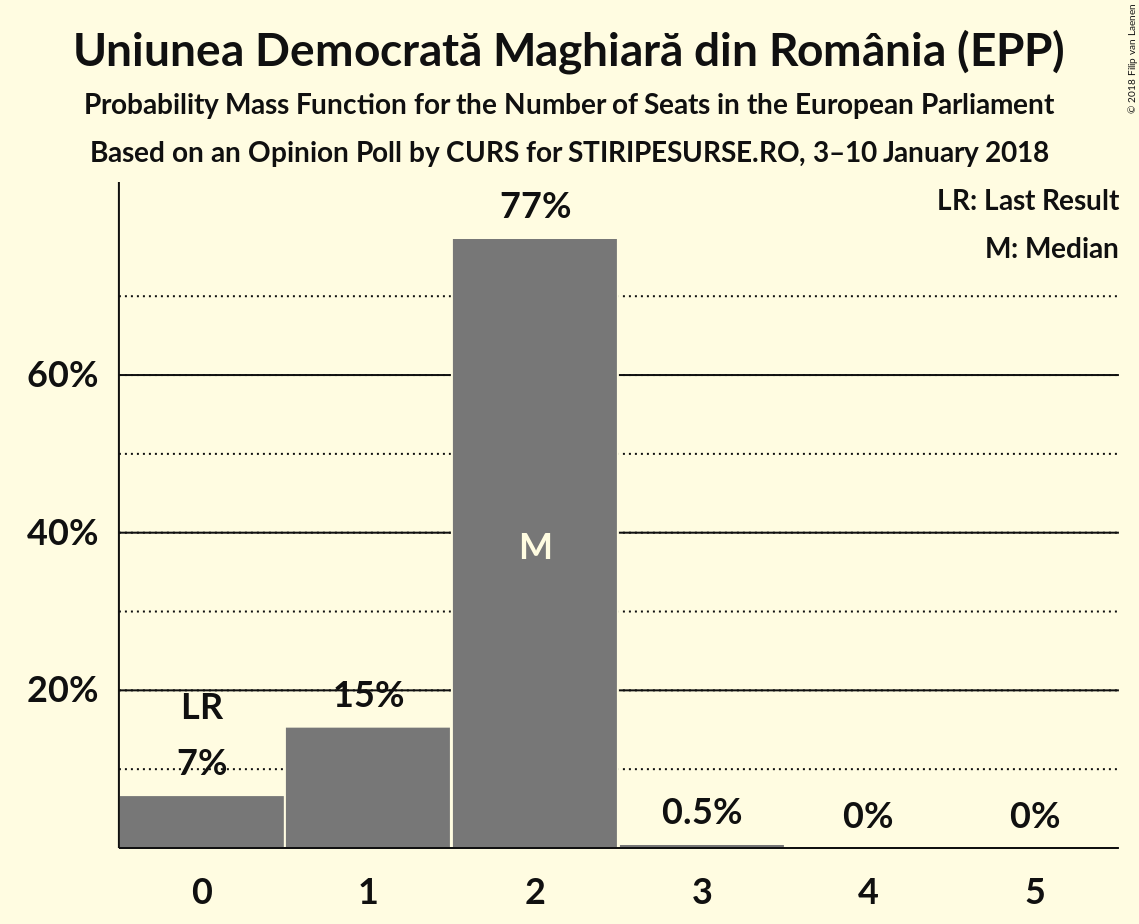 Uniunea Democrată Maghiară din România (EPP)
Probability Mass Function for the Number of Seats in the European Parliament
Based on an Opinion Poll by CURS for STIRIPESURSE.RO, 3–10 January 2018
© 2018 Filip van Laenen
LR: Last Result
M: Median
77%
60%
40%
M
20%
LR
15%
7%
0.5%
0%
0%
0 1 2 3 4 5